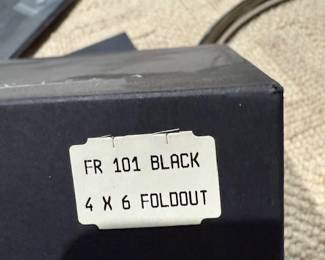 FR 101 BLACK
4 X 6 FOLDOUT